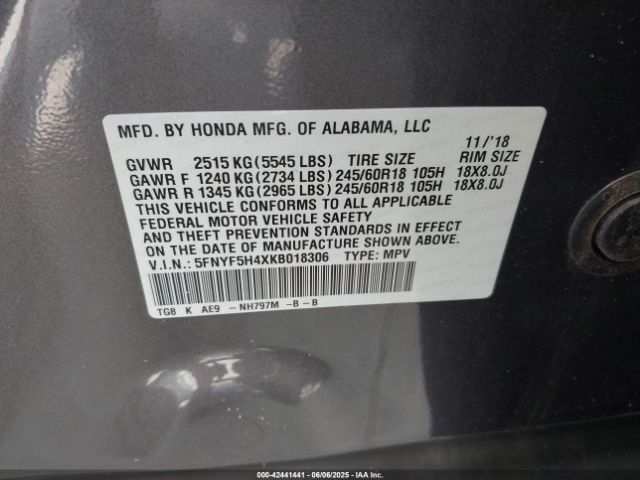 MFD. BY HONDA MFG. OF ALABAMA, LLC 11/'18
GVWR 2515 KG (5545 LBS) TIRE SIZE RIM SIZE
GAWR F 1240 KG (2734 LBS) 245/60R18 105H 18X8.0J
GAWR R 1345 KG (2965 LBS) 245/60R18 105H 18X8.0J
THIS VEHICLE CONFORMS TO ALL APPLICABLE
FEDERAL MOTOR VEHICLE SAFETY
AND THEFT PREVENTION STANDARDS IN EFFECT
ON THE DATE OF MANUFACTURE SHOWN ABOVE.
V.I.N.: 5FNYF5H4XKB018306 TYPE: MPV
TG8 K AE9 -NH797M -B-B
000-42441441 - 06/06/2025 - IAAI.COM